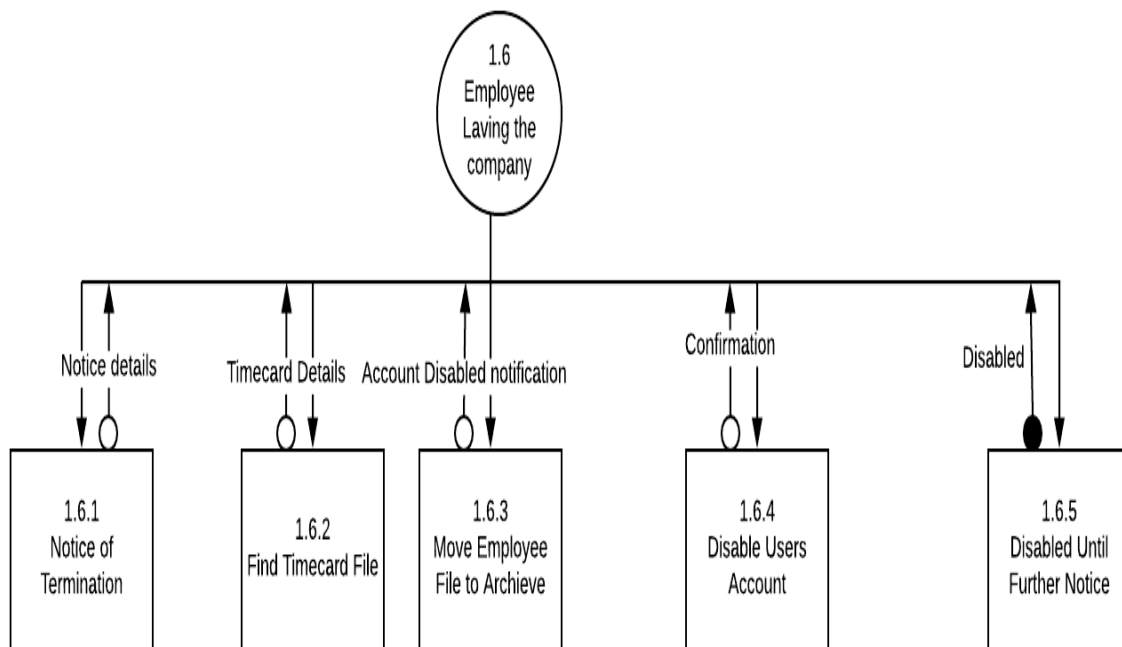 1.6
Employee
Laving the
company
Notice details
Timecard Details
Account Disabled notification
Confirmation
Disabled
1.6.1
Notice of
Termination
1.6.2
Find Timecard File
1.6.3
Move Employee
File to Archieve
1.6.4
Disable Users
Account
1.6.5
Disabled Until
Further Notice